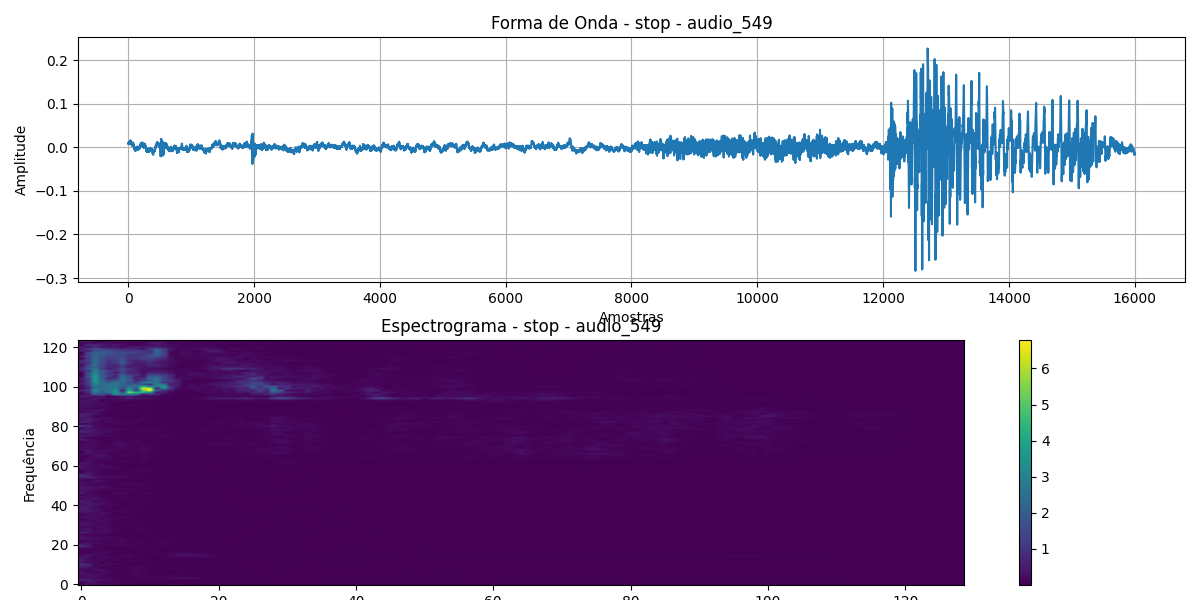 Forma de Onda - stop - audio_549
Amplitude
0.2
0.1
0.0
−0.1
−0.2
−0.3
0 2000 4000 6000 8000 10000 12000 14000 16000
Amostras
Espectrograma - stop - audio_549
Frequência
120
100
80
60
40
20
0
0 20 40 60 80 100 120
6
5
4
3
2
1